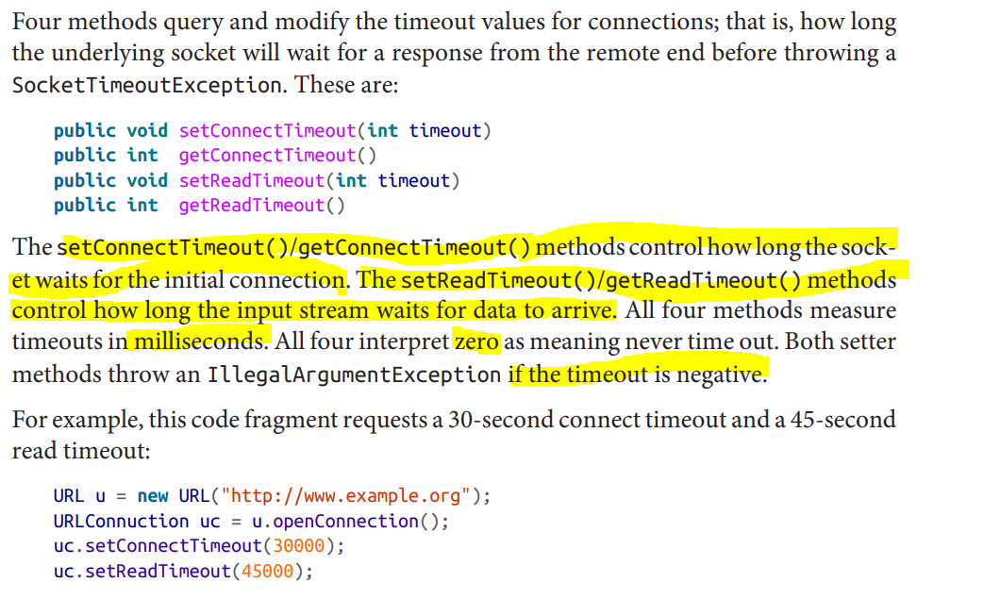 Four methods query and modify the timeout values for connections; that is, how long
the underlying socket will wait for a response from the remote end before throwing a
SocketTimeoutException. These are:
public void setConnectTimeout(int timeout)
public int  getConnectTimeout()
public void setReadTimeout(int timeout)
public int  getReadTimeout()
The setConnectTimeout()/getConnectTimeout() methods control how long the sock-
et waits for the initial connection. The setReadTimeout()/getReadTimeout() methods
control how long the input stream waits for data to arrive. All four methods measure
timeouts in milliseconds. All four interpret zero as meaning never time out. Both setter
methods throw an IllegalArgumentException if the timeout is negative.
For example, this code fragment requests a 30-second connect timeout and a 45-second
read timeout:
URL u = new URL("http://www.example.org");
URLConnuction uc = u.openConnection();
uc.setConnectTimeout(30000);
uc.setReadTimeout(45000);